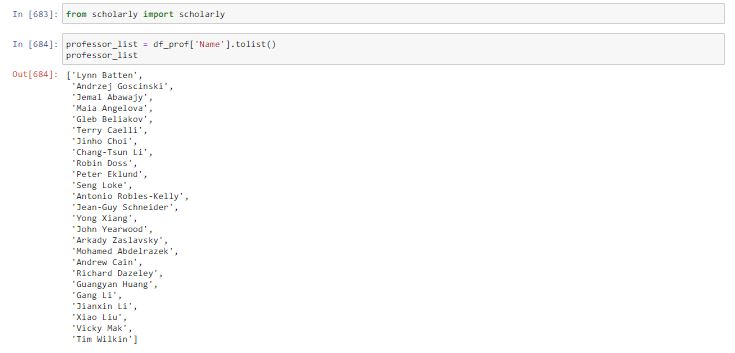 In [683]: from scholarly import scholarly
In [684]: professor_list = df_prof['Name'].tolist()
professor_list
Out[684]: ['Lynn Batten',
'Andrzej Goscinski',
'Jemal Abawajy',
'Maia Angelova',
'Gleb Beliakov',
'Terry Caelli',
'Jinho Choi',
'Chang-Tsun Li',
'Robin Doss',
'Peter Eklund',
'Seng Loke',
'Antonio Robles-Kelly',
'Jean-Guy Schneider',
'Yong Xiang',
'John Yearwood',
'Arkady Zaslavsky',
'Mohamed Abdelrazek',
'Andrew Cain',
'Richard Dazeley',
'Guangyan Huang',
'Gang Li',
'Jianxin Li',
'Xiao Liu',
'Vicky Mak',
'Tim Wilkin']